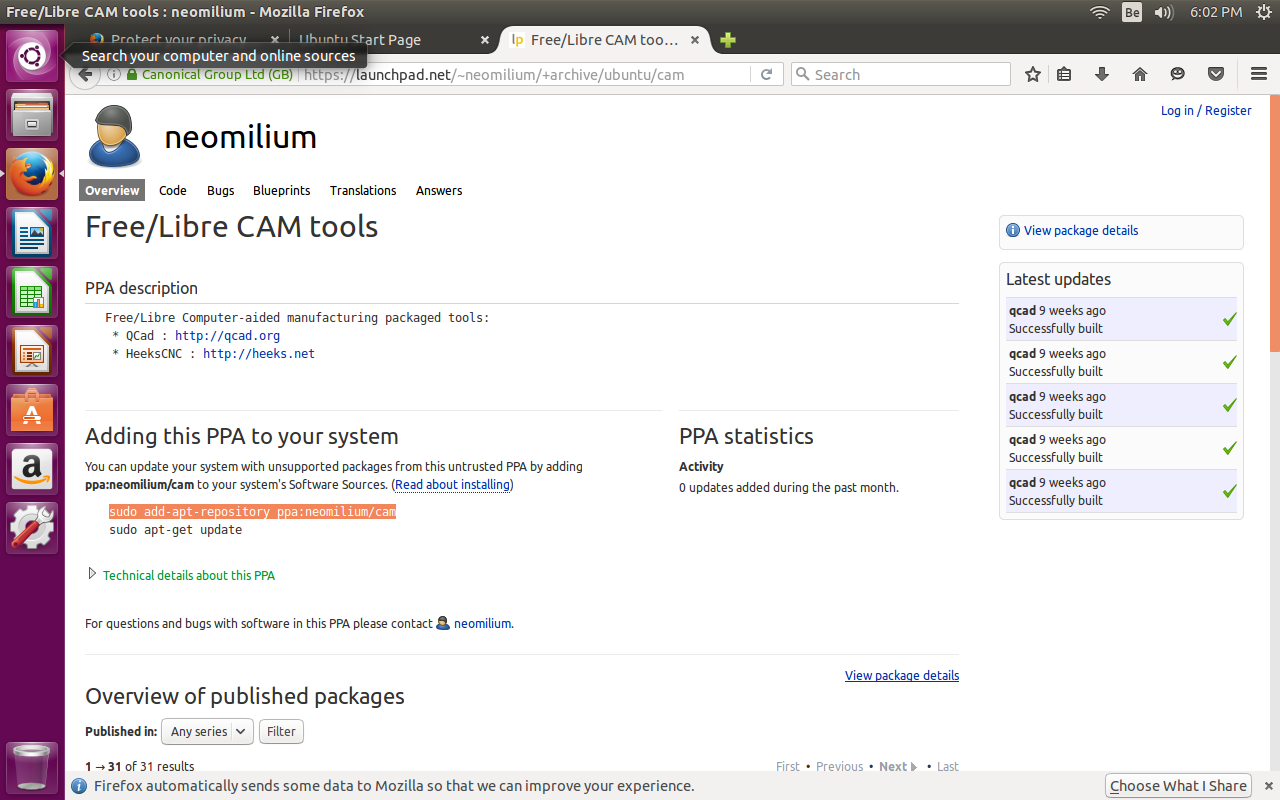 Free/Libre CAM tools : neomilium - Mozilla Firefox
Be
6:02 PM
Protect your privacy
Ubuntu Start Page
lp Free/Libre CAM too...
Search your computer and online sources
Canonical Group Ltd (GB)
https://launchpad.net/~neomilium/+archive/ubuntu/cam
Search
Log in / Register
neomilium
Overview
Code
Bugs
Blueprints
Translations
Answers
Free/Libre CAM tools
View package details
PPA description
Free/Libre Computer-aided manufacturing packaged tools:
* QCad : http://qcad.org
* HeeksCNC : http://heeks.net
Latest updates
qcad 9 weeks ago
Successfully built
qcad 9 weeks ago
Successfully built
qcad 9 weeks ago
Successfully built
qcad 9 weeks ago
Successfully built
qcad 9 weeks ago
Successfully built
Adding this PPA to your system
You can update your system with unsupported packages from this untrusted PPA by adding
ppa:neomilium/cam to your system's Software Sources. (Read about installing)
sudo add-apt-repository ppa:neomilium/cam
sudo apt-get update
PPA statistics
Activity
0 updates added during the past month.
Technical details about this PPA
For questions and bugs with software in this PPA please contact neomilium.
View package details
Overview of published packages
Published in: Any series Filter
1 → 31 of 31 results
First • Previous • Next • Last
Firefox automatically sends some data to Mozilla so that we can improve your experience.
Choose What I Share